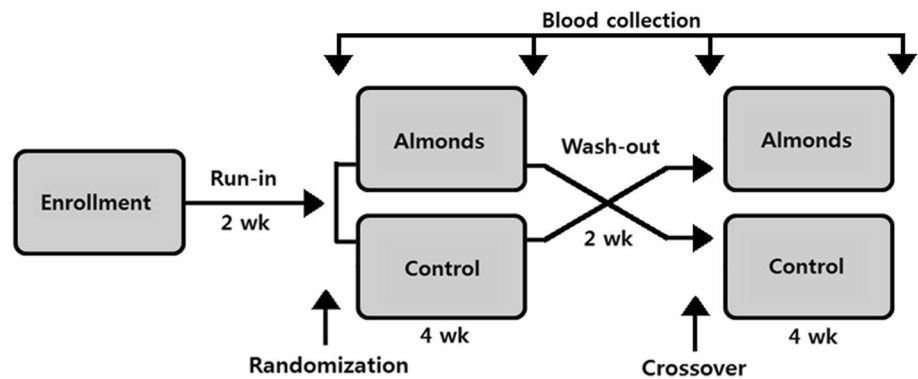 Blood collection
Almonds
Wash-out
Almonds
Enrollment
Run-in
2 wk
Control
2 wk
Control
4 wk
4 wk
Randomization
Crossover